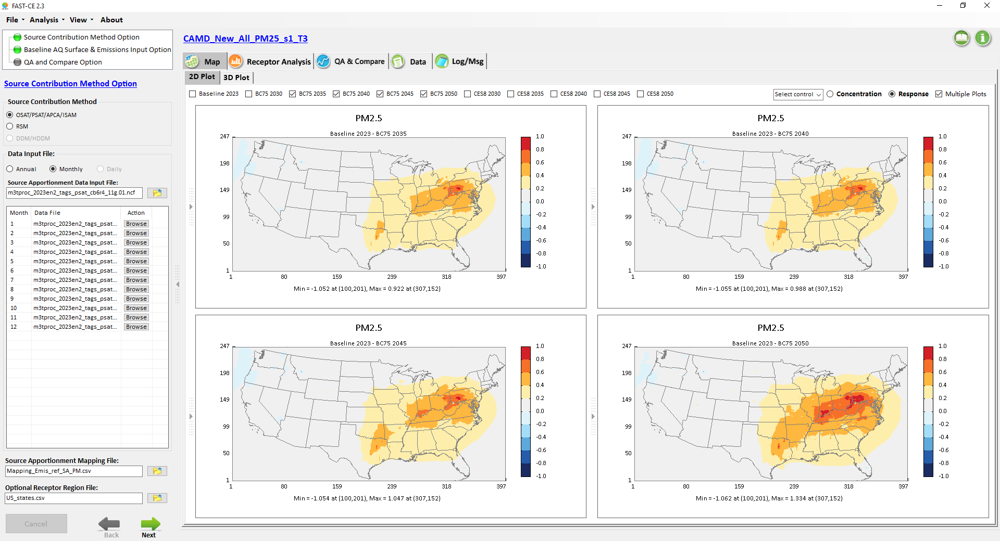 FAST-CE 2.3
File Analysis View About
Source Contribution Method Option
Baseline AQ Surface & Emissions Input Option
QA and Compare Option
Source Contribution Method Option
Source Contribution Method
OSAT/PSAT/APCA/ISAM
RSM
DDM/HDDM
Data Input File:
Annual Monthly Daily
Source Apportionment Data Input File:
m3tproc_2023en2_tags_psat_cb6r4_11g.01.ncf
Month Data File Action
1 m3tproc_2023en2_tags_psat... Browse
2 m3tproc_2023en2_tags_psat... Browse
3 m3tproc_2023en2_tags_psat... Browse
4 m3tproc_2023en2_tags_psat... Browse
5 m3tproc_2023en2_tags_psat... Browse
6 m3tproc_2023en2_tags_psat... Browse
7 m3tproc_2023en2_tags_psat... Browse
8 m3tproc_2023en2_tags_psat... Browse
9 m3tproc_2023en2_tags_psat... Browse
10 m3tproc_2023en2_tags_psat... Browse
11 m3tproc_2023en2_tags_psat... Browse
12 m3tproc_2023en2_tags_psat... Browse
Source Apportionment Mapping File:
Mapping_Emis_ref_SA_PM.csv
Optional Receptor Region File:
US_states.csv
Cancel Back Next
CAMD_New_All_PM25_s1_T3
Map Receptor Analysis QA & Compare Data Log/Msg
2D Plot 3D Plot
Baseline 2023 BC75 2030 BC75 2035 BC75 2040 BC75 2045 BC75 2050 CES8 2030 CES8 2035 CES8 2040 CES8 2045 CES8 2050 Select control Concentration Response Multiple Plots
PM2.5
Baseline 2023 - BC75 2035
247
198
149
99
50
1
1 80 159 239 318 397
1.0
0.8
0.6
0.4
0.2
0.0
-0.2
-0.4
-0.6
-0.8
-1.0
Min = -1.052 at (100,201), Max = 0.922 at (307,152)
PM2.5
Baseline 2023 - BC75 2040
247
198
149
99
50
1
1 80 159 239 318 397
1.0
0.8
0.6
0.4
0.2
0.0
-0.2
-0.4
-0.6
-0.8
-1.0
Min = -1.055 at (100,201), Max = 0.988 at (307,152)
PM2.5
Baseline 2023 - BC75 2045
247
198
149
99
50
1
1 80 159 239 318 397
1.0
0.8
0.6
0.4
0.2
0.0
-0.2
-0.4
-0.6
-0.8
-1.0
Min = -1.054 at (100,201), Max = 1.047 at (307,152)
PM2.5
Baseline 2023 - BC75 2050
247
198
149
99
50
1
1 80 159 239 318 397
1.0
0.8
0.6
0.4
0.2
0.0
-0.2
-0.4
-0.6
-0.8
-1.0
Min = -1.062 at (100,201), Max = 1.334 at (307,152)